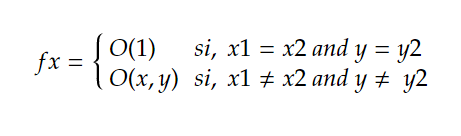 fx = { O(1) si, x1 = x2 and y = y2
O(x, y) si, x1 ≠ x2 and y ≠ y2